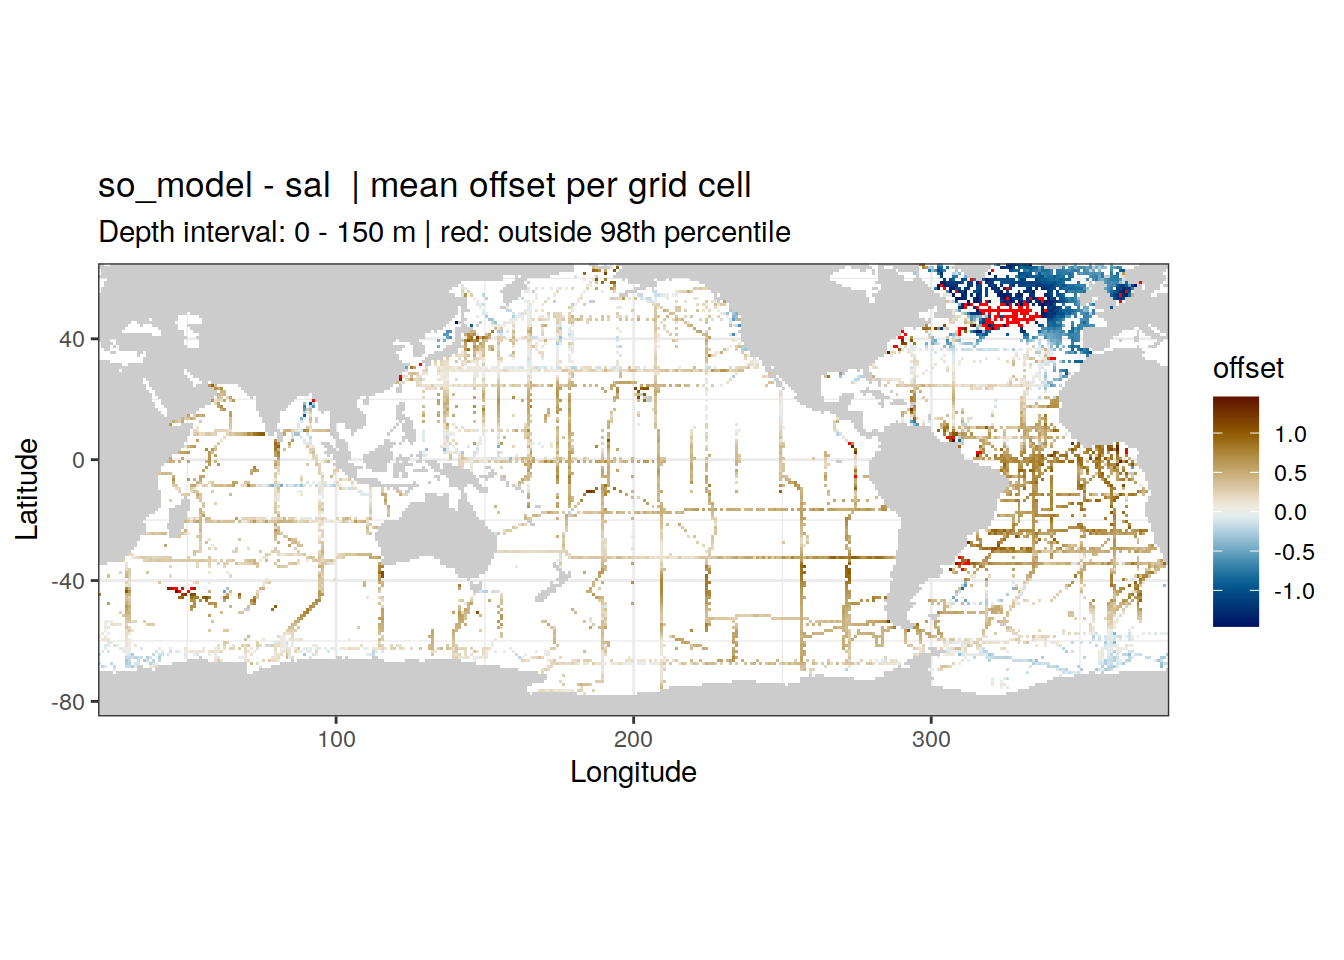 so_model - sal | mean offset per grid cell
Depth interval: 0 - 150 m | red: outside 98th percentile
offset
1.0
0.5
0.0
-0.5
-1.0
Latitude
40
0
-40
-80
100
200
300
Longitude